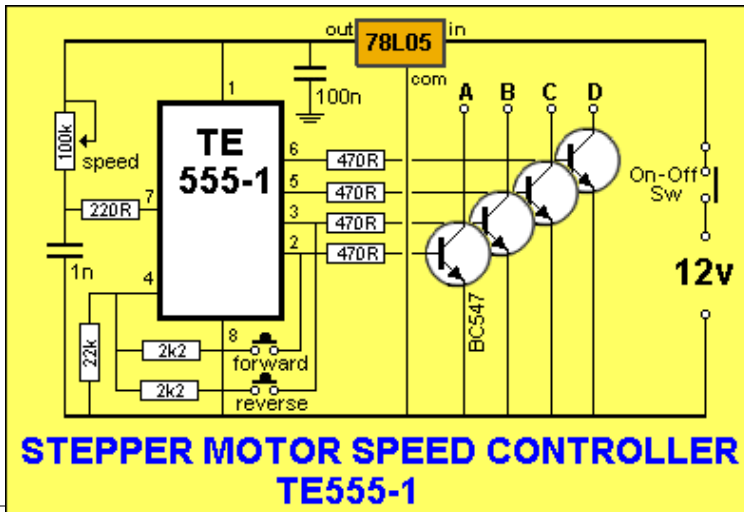 out 78L05 in
com
1
100n
A B C D
TE
555-1
100k
speed
6 470R
5 470R
3 470R
2 470R
7
220R
On-Off
Sw
1n
4
12v
BC547
22k
8
2k2 forward
2k2 reverse
STEPPER MOTOR SPEED CONTROLLER
TE555-1